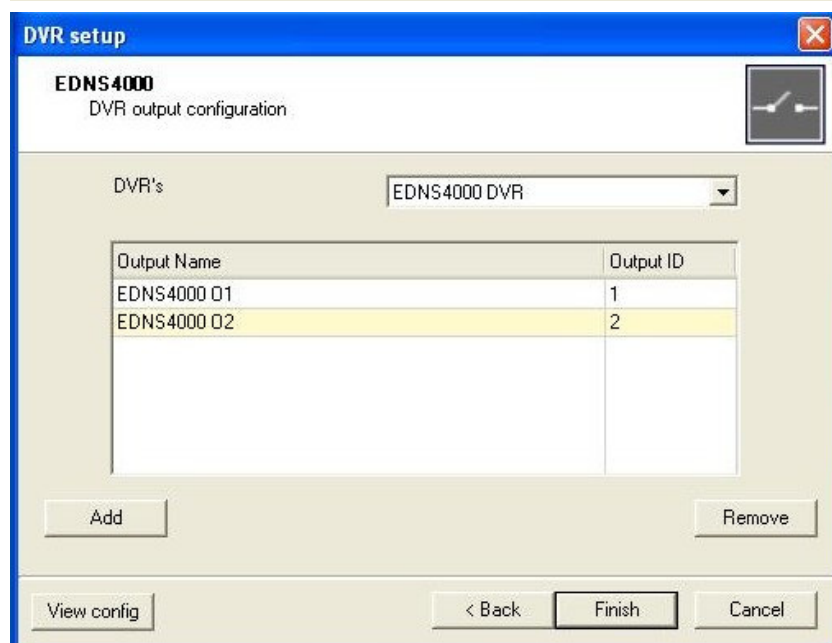 DVR setup
EDNS4000
DVR output configuration
DVR's EDNS4000 DVR
Output Name Output ID
EDNS4000 O1 1
EDNS4000 O2 2
Add Remove
View config < Back Finish Cancel